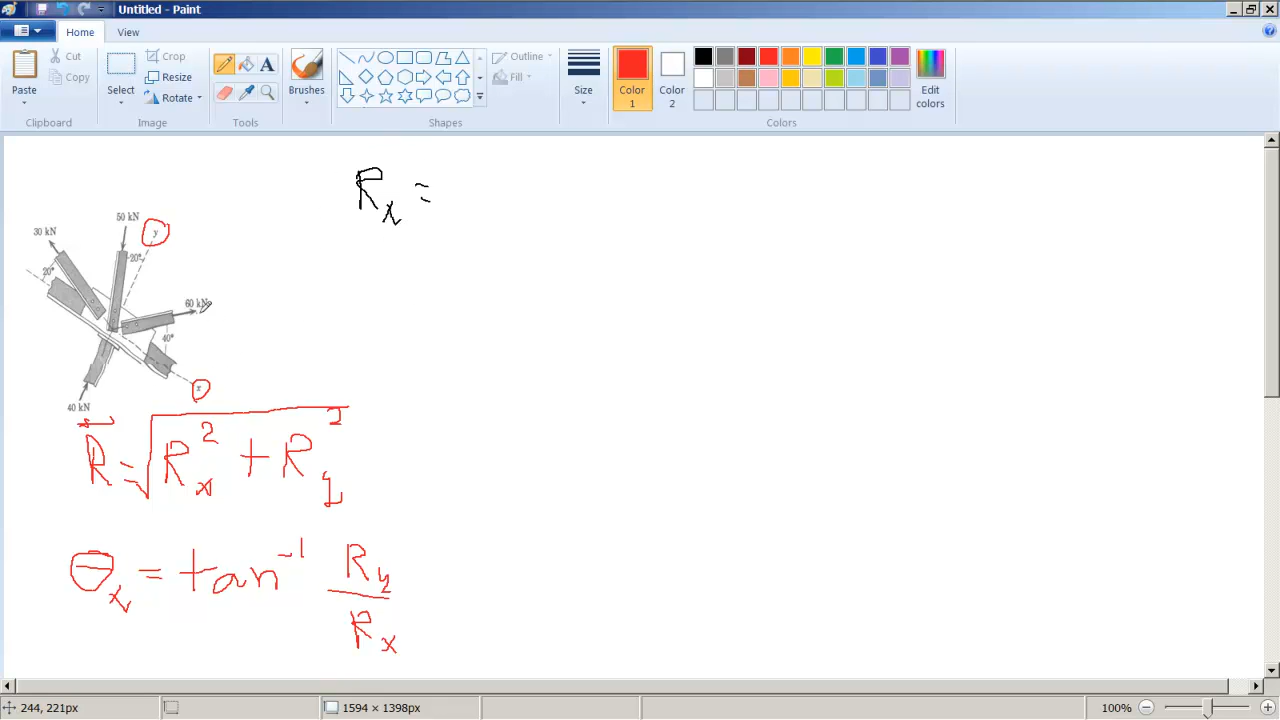 Untitled - Paint
Home View
Paste
Cut
Copy
Clipboard
Select
Crop
Resize
Rotate
Image
Tools
Brushes
Outline
Fill
Shapes
Size
Color 1
Color 2
Edit colors
Colors
Rx =
50 kN
30 kN
y
20°
20°
60 kN
40°
x
40 kN
R = √Rx² + Ry²
θx = tan⁻¹ Ry
Rx
244, 221px
1594 × 1398px
100%